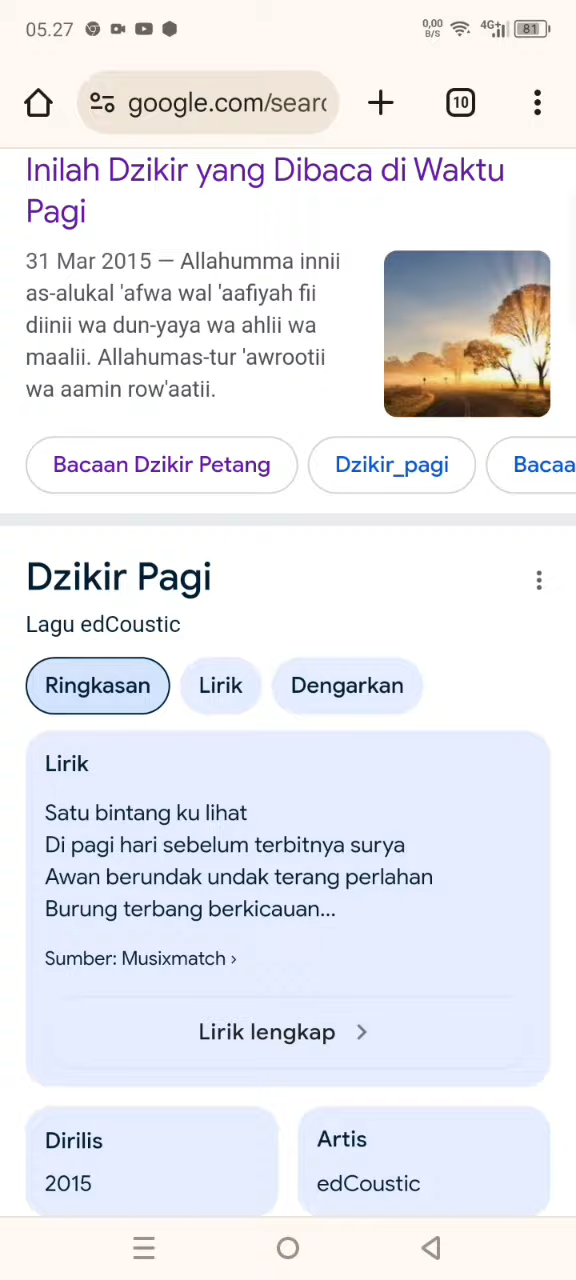 05.27
0,00
B/S
4G+
81
google.com/sear
10
Inilah Dzikir yang Dibaca di Waktu
Pagi
31 Mar 2015 — Allahumma innii
as-alukal 'afwa wal 'aafiyah fii
diinii wa dun-yaya wa ahlii wa
maalii. Allahumas-tur 'awrootii
wa aamin row'aatii.
Bacaan Dzikir Petang
Dzikir_pagi
Bacaa
Dzikir Pagi
Lagu edCoustic
Ringkasan
Lirik
Dengarkan
Lirik
Satu bintang ku lihat
Di pagi hari sebelum terbitnya surya
Awan berundak undak terang perlahan
Burung terbang berkicauan...
Sumber: Musixmatch ›
Lirik lengkap
Dirilis
2015
Artis
edCoustic